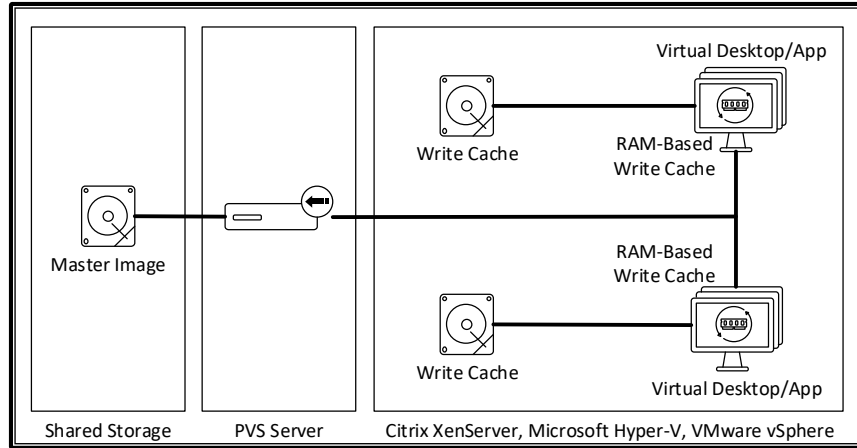 Virtual Desktop/App
Write Cache
RAM-Based
Write Cache
Master Image
RAM-Based
Write Cache
Write Cache
Virtual Desktop/App
Shared Storage
PVS Server
Citrix XenServer, Microsoft Hyper-V, VMware vSphere